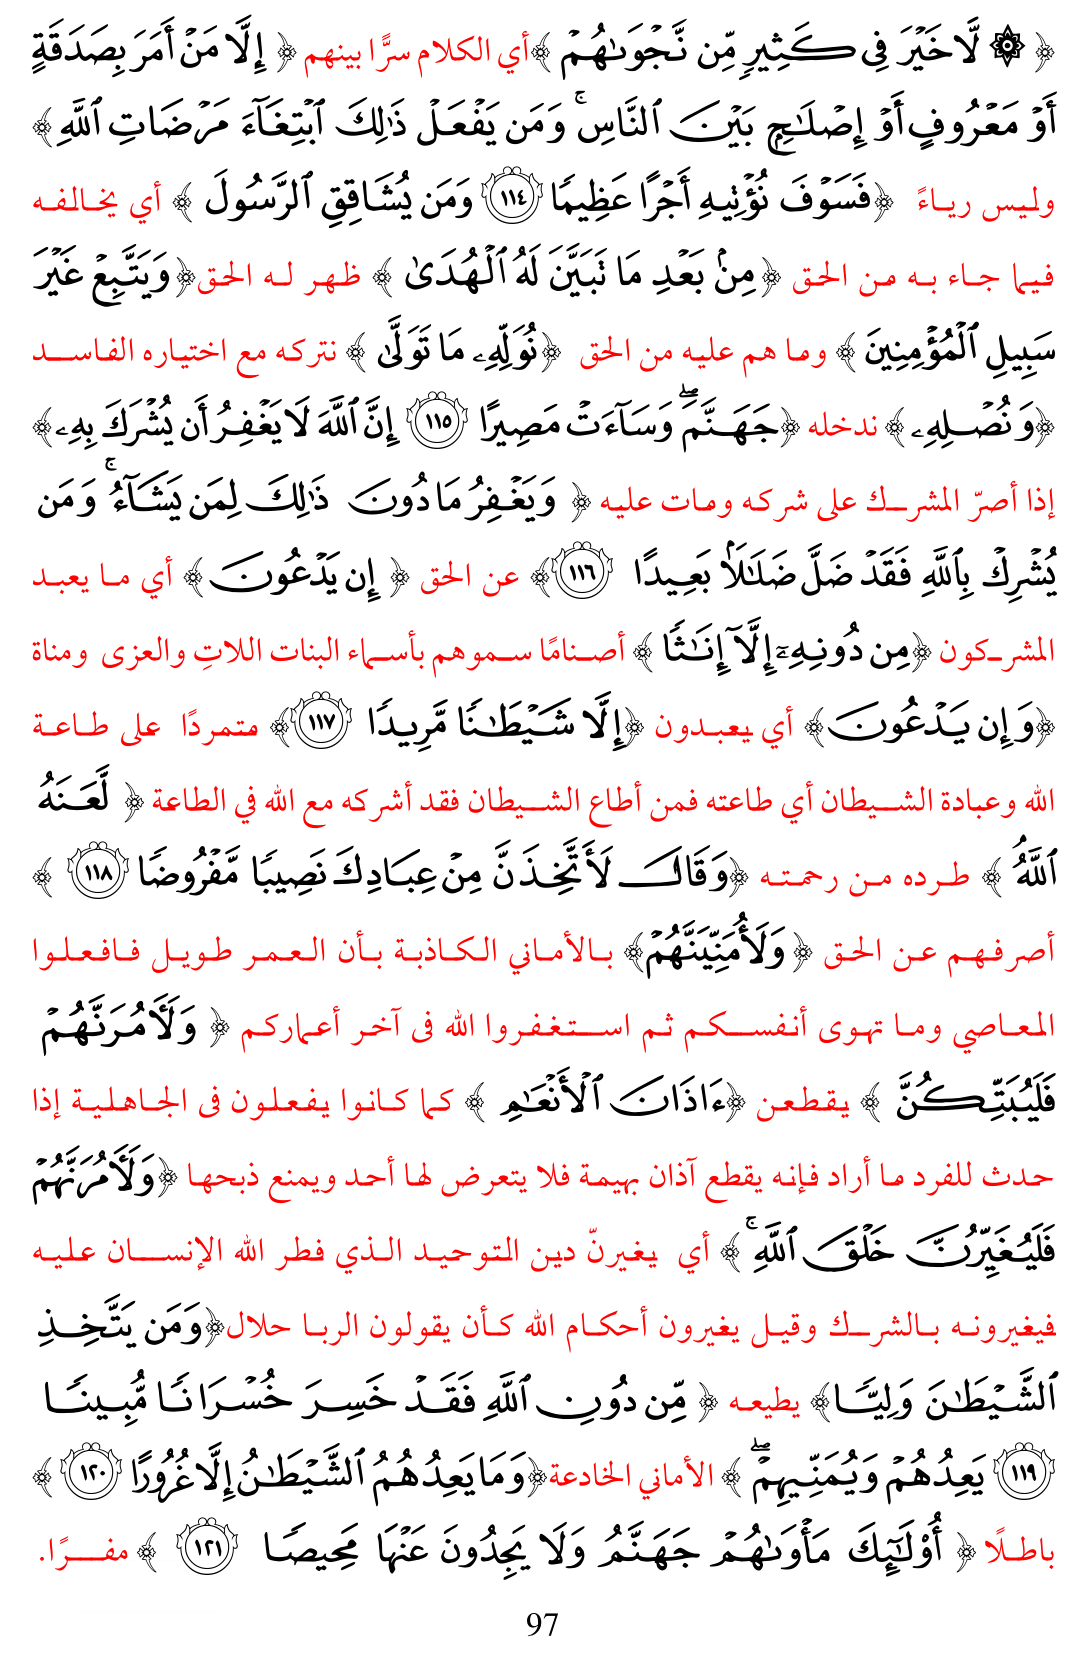 ﴿ ۞ لَّا خَيْرَ فِي كَثِيرٍ مِّن نَّجْوَىٰهُمْ ﴾أي الكلام سرًّا بينهم ﴿ إِلَّا مَنْ أَمَرَ بِصَدَقَةٍ
أَوْ مَعْرُوفٍ أَوْ إِصْلَٰحٍ بَيْنَ ٱلنَّاسِ ۚ وَمَن يَفْعَلْ ذَٰلِكَ ٱبْتِغَآءَ مَرْضَاتِ ٱللَّهِ ﴾
وليس رياءً ﴿فَسَوْفَ نُؤْتِيهِ أَجْرًا عَظِيمًا ١١٤ وَمَن يُشَاقِقِ ٱلرَّسُولَ ﴾ أي يخالفه
فيما جاء به من الحق ﴿مِنۢ بَعْدِ مَا تَبَيَّنَ لَهُ ٱلْهُدَىٰ ﴾ ظهر له الحق﴿وَيَتَّبِعْ غَيْرَ
سَبِيلِ ٱلْمُؤْمِنِينَ ﴾ وما هم عليه من الحق ﴿نُوَلِّهِۦ مَا تَوَلَّىٰ ﴾ نتركه مع اختياره الفاسد
﴿وَنُصْلِهِۦ ﴾ ندخله ﴿جَهَنَّمَ ۖ وَسَآءَتْ مَصِيرًا ١١٥ إِنَّ ٱللَّهَ لَا يَغْفِرُ أَن يُشْرَكَ بِهِۦ ﴾
إذا أصرّ المشرك على شركه ومات عليه ﴿ وَيَغْفِرُ مَا دُونَ ذَٰلِكَ لِمَن يَشَآءُ ۚ وَمَن
يُشْرِكْ بِٱللَّهِ فَقَدْ ضَلَّ ضَلَٰلًۢا بَعِيدًا ١١٦ ﴾ عن الحق ﴿ إِن يَدْعُونَ ﴾ أي ما يعبد
المشركون ﴿مِن دُونِهِۦٓ إِلَّآ إِنَٰثًا ﴾ أصنامًا سموهم بأسماء البنات اللاتِ والعزى ومناة
﴿وَإِن يَدْعُونَ﴾ أي يعبدون ﴿إِلَّا شَيْطَٰنًا مَّرِيدًا ١١٧﴾ متمردًا على طاعة
الله وعبادة الشيطان أي طاعته فمن أطاع الشيطان فقد أشركه مع الله في الطاعة ﴿ لَّعَنَهُ
ٱللَّهُ ۘ ﴾ طرده من رحمته ﴿وَقَالَ لَأَتَّخِذَنَّ مِنْ عِبَادِكَ نَصِيبًا مَّفْرُوضًا ١١٨ ﴾
أصرفهم عن الحق ﴿ وَلَأُمَنِّيَنَّهُمْ﴾ بالأماني الكاذبة بأن العمر طويل فافعلوا
المعاصي وما تهوى أنفسكم ثم استغفروا الله فى آخر أعماركم ﴿ وَلَأٓمُرَنَّهُمْ
فَلَيُبَتِّكُنَّ ﴾ يقطعن ﴿ءَاذَانَ ٱلْأَنْعَٰمِ ﴾ كما كانوا يفعلون فى الجاهلية إذا
حدث للفرد ما أراد فإنه يقطع آذان بهيمة فلا يتعرض لها أحد ويمنع ذبحها ﴿وَلَأٓمُرَنَّهُمْ
فَلَيُغَيِّرُنَّ خَلْقَ ٱللَّهِ ۚ ﴾ أي يغيرنّ دين التوحيد الذي فطر الله الإنسان عليه
فيغيرونه بالشرك وقيل يغيرون أحكام الله كأن يقولون الربا حلال﴿وَمَن يَتَّخِذِ
ٱلشَّيْطَٰنَ وَلِيًّا﴾ يطيعه ﴿ مِّن دُونِ ٱللَّهِ فَقَدْ خَسِرَ خُسْرَانًا مُّبِينًا
١١٩ يَعِدُهُمْ وَيُمَنِّيهِمْ ۖ ﴾ الأماني الخادعة﴿وَمَا يَعِدُهُمُ ٱلشَّيْطَٰنُ إِلَّا غُرُورًا ١٢٠ ﴾
باطلًا ﴿ أُو۟لَٰٓئِكَ مَأْوَىٰهُمْ جَهَنَّمُ وَلَا يَجِدُونَ عَنْهَا مَحِيصًا ١٢١ ﴾ مفرًا.
97